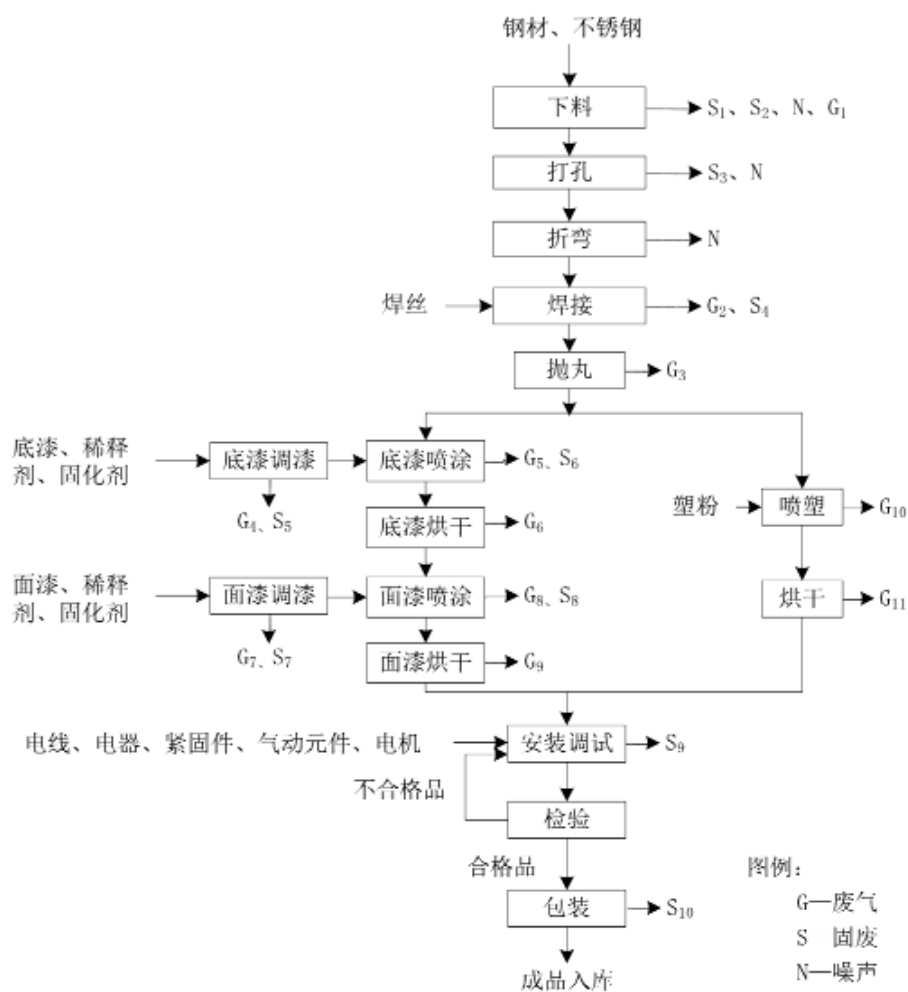 钢材、不锈钢
下料
S₁、S₂、N、G₁
打孔
S₃、N
折弯
N
焊丝
焊接
G₂、S₄
抛丸
G₃
底漆、稀释
剂、固化剂
底漆调漆
底漆喷涂
G₅、S₆
G₄、S₅
塑粉
喷塑
G₁₀
底漆烘干
G₆
面漆、稀释
剂、固化剂
面漆调漆
面漆喷涂
G₈、S₈
烘干
G₁₁
G₇、S₇
面漆烘干
G₉
电线、电器、紧固件、气动元件、电机
安装调试
S₉
不合格品
检验
合格品
图例：
包装
S₁₀
G—废气
S 固废
N—噪声
成品入库